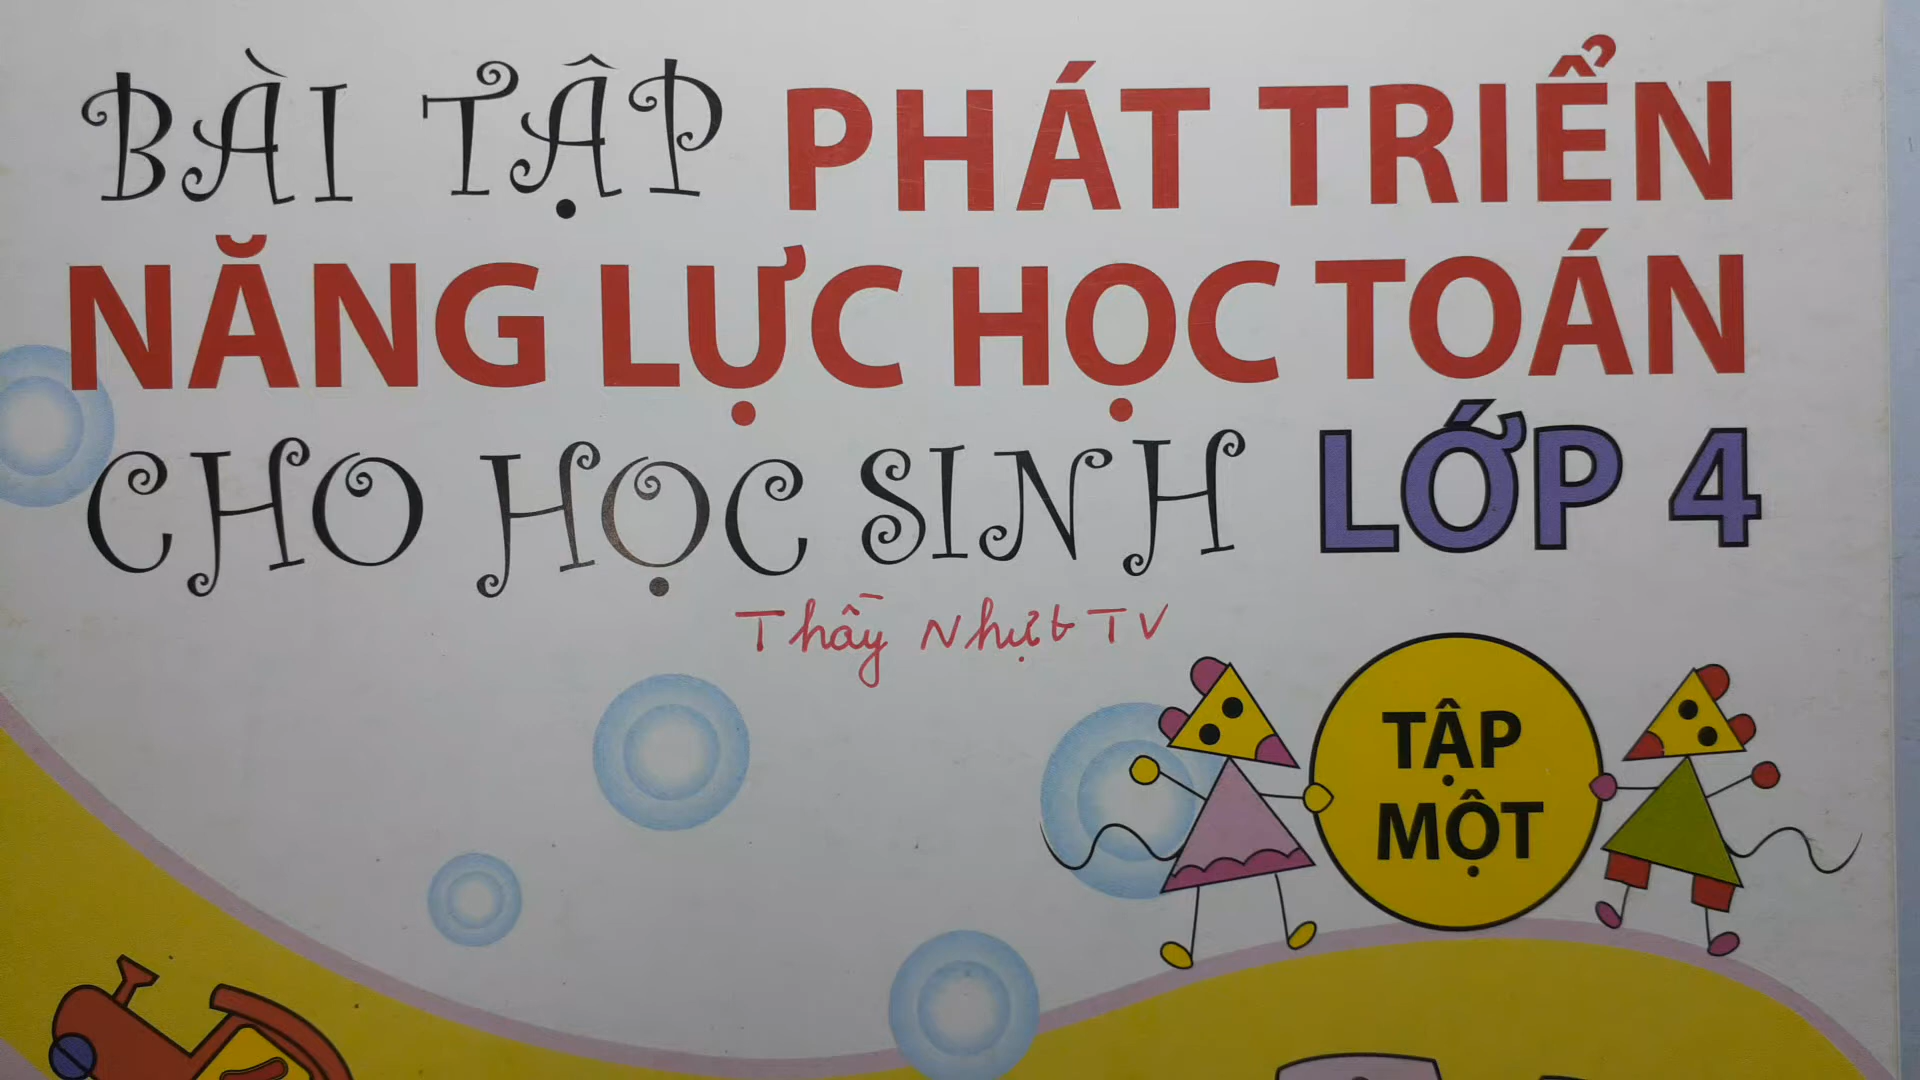 BÀI TẬP PHÁT TRIỂN
NĂNG LỰC HỌC TOÁN
CHO HỌC SINH LỚP 4
Thầy Nhựt TV
TẬP
MỘT